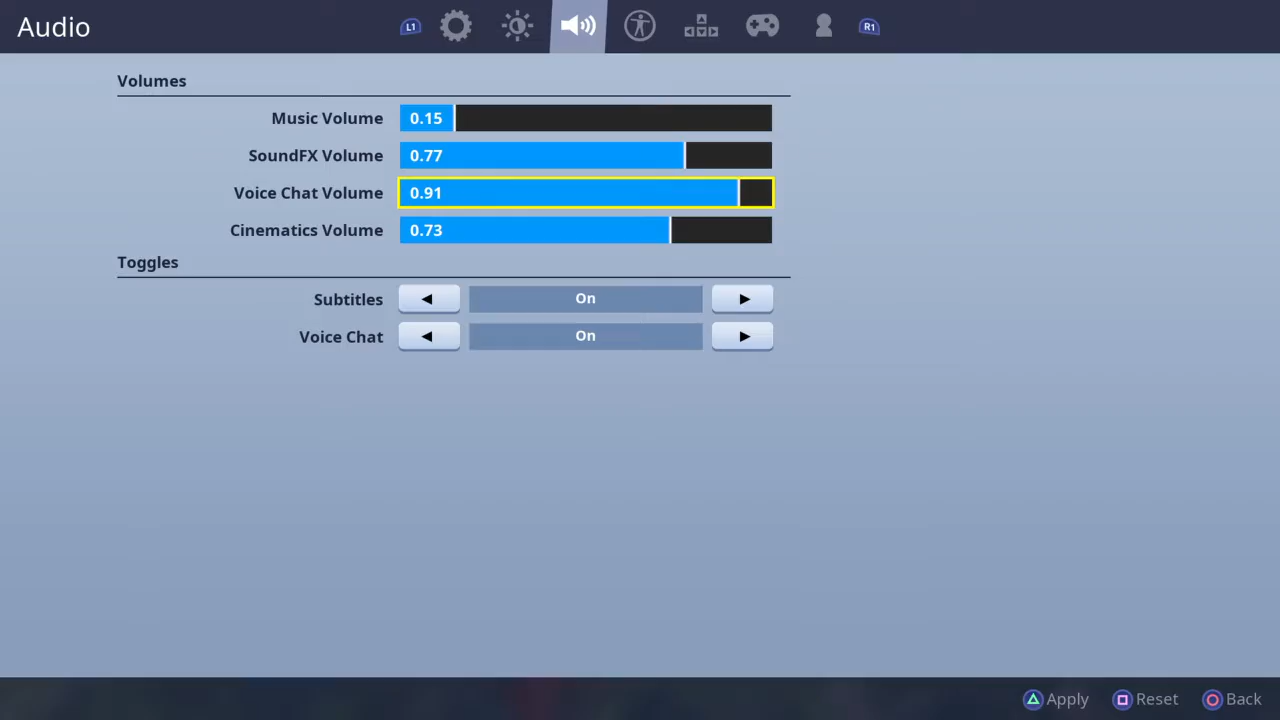 Audio
L1
R1
Volumes
Music Volume 0.15
SoundFX Volume 0.77
Voice Chat Volume 0.91
Cinematics Volume 0.73
Toggles
Subtitles On
Voice Chat On
Apply Reset Back